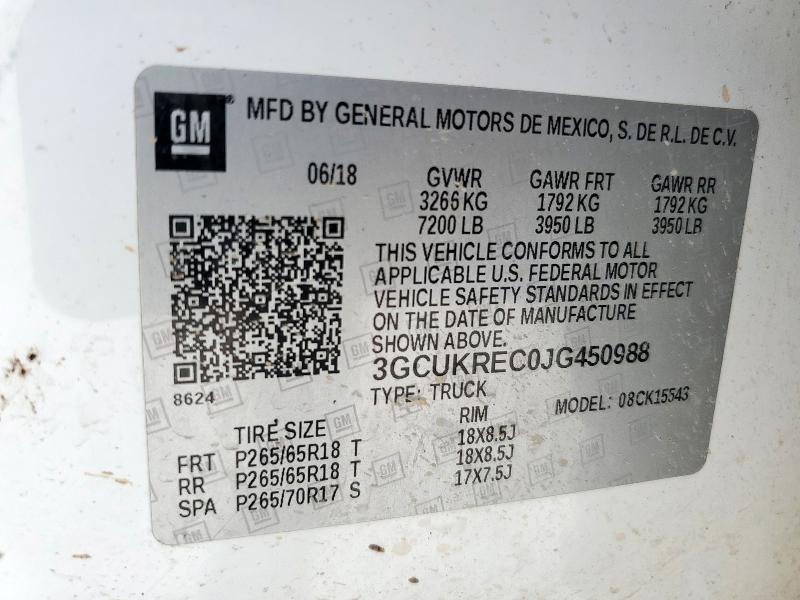 GM ® MFD BY GENERAL MOTORS DE MEXICO, S. DE R.L. DE C.V.
06/18 GVWR GAWR FRT GAWR RR
3266 KG 1792 KG 1792 KG
7200 LB 3950 LB 3950 LB
THIS VEHICLE CONFORMS TO ALL
APPLICABLE U.S. FEDERAL MOTOR
VEHICLE SAFETY STANDARDS IN EFFECT
ON THE DATE OF MANUFACTURE
SHOWN ABOVE.
3GCUKREC0JG450988
8624 TYPE: TRUCK MODEL: 08CK15543
TIRE SIZE RIM
FRT P265/65R18 T 18X8.5J
RR P265/65R18 T 18X8.5J
SPA P265/70R17 S 17X7.5J